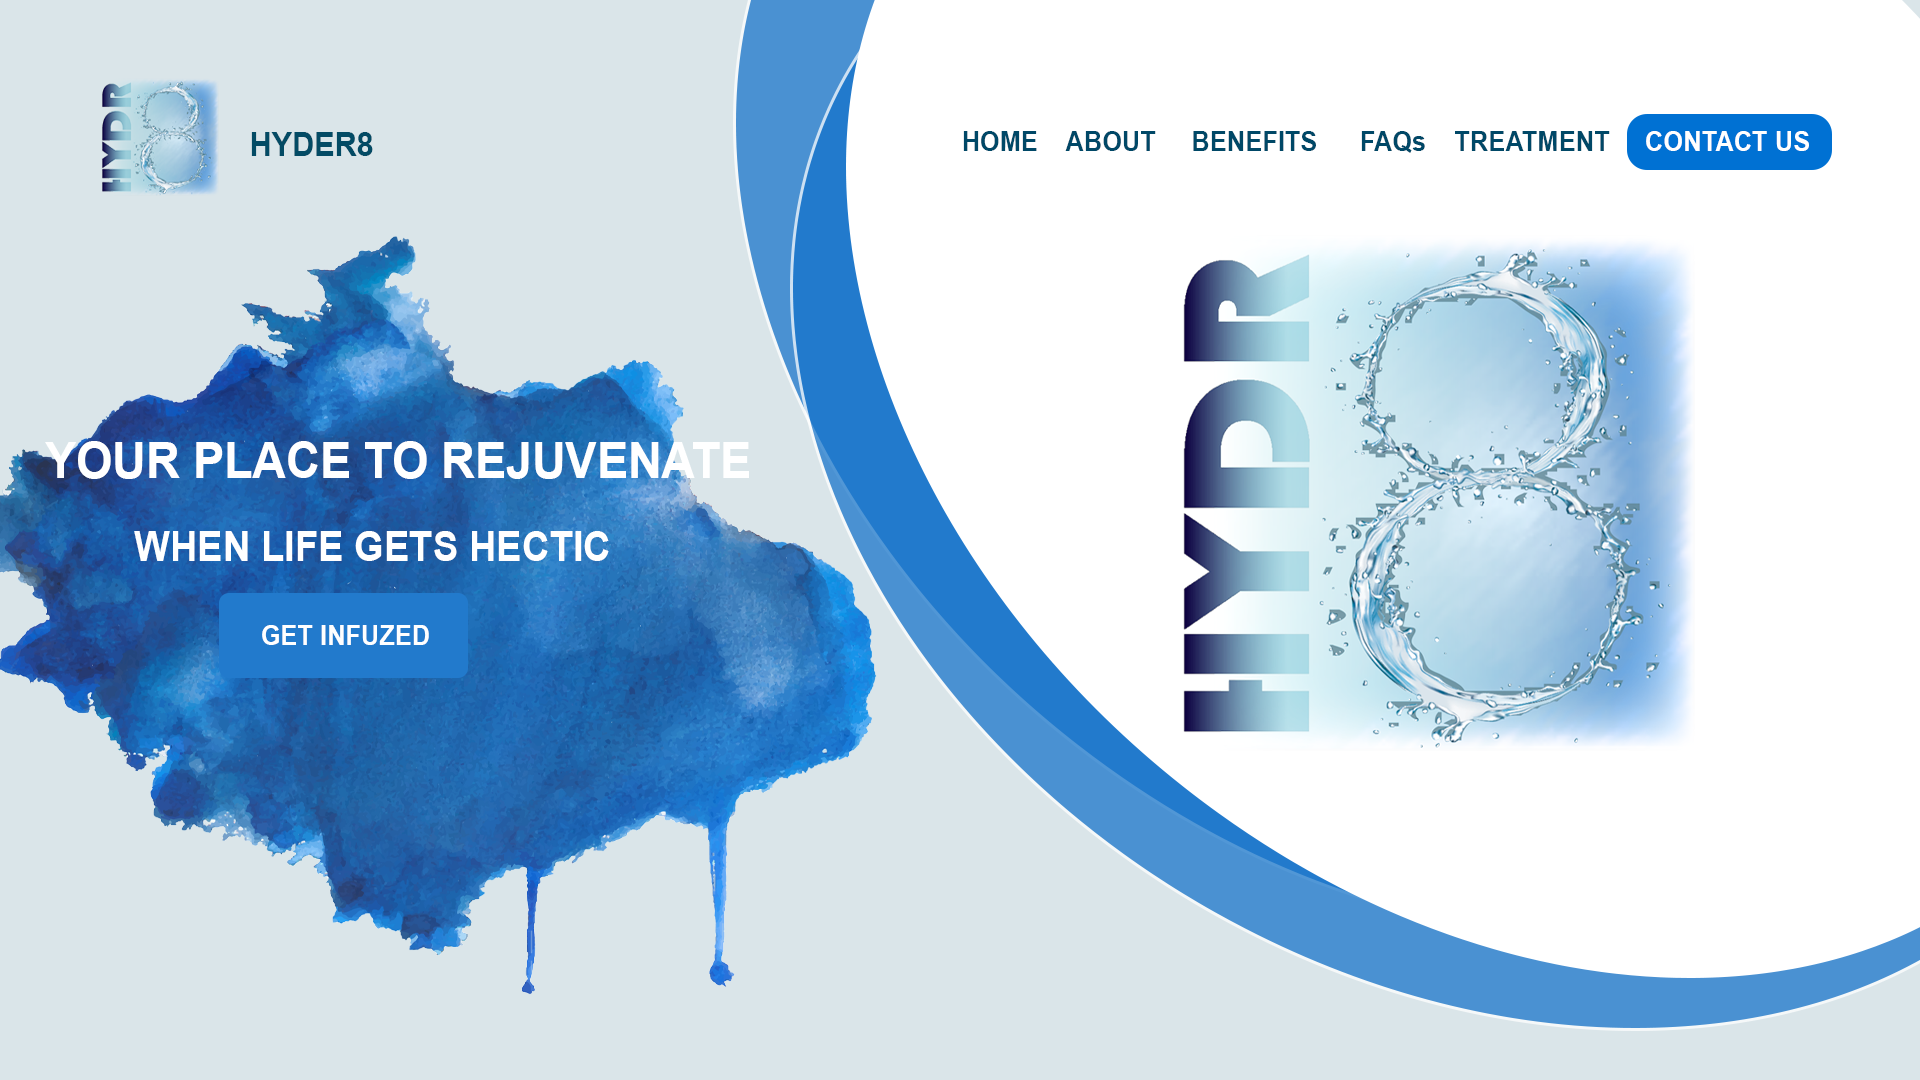 HYDR8
HYDER8
HOME ABOUT BENEFITS FAQs TREATMENT CONTACT US
YOUR PLACE TO REJUVENATE
WHEN LIFE GETS HECTIC
GET INFUZED
HYDR8